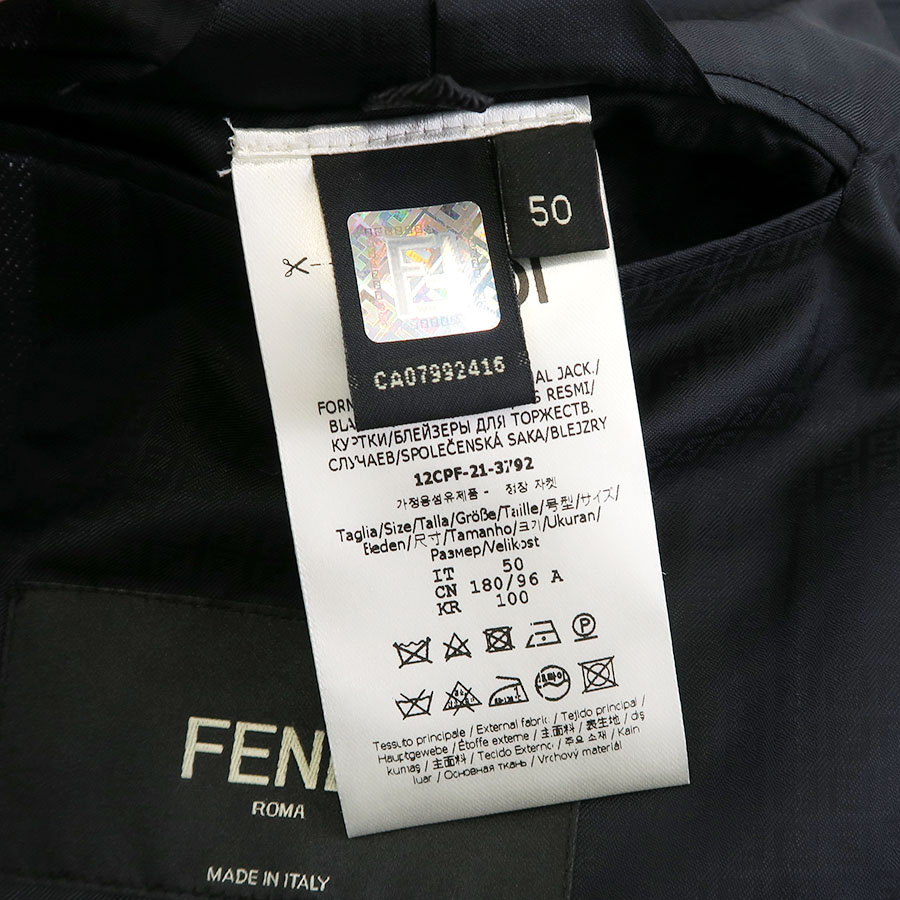 50
CA07992416
AL JACK./
FORM
RESMI/
BLA
КУРТКИ/БЛЕЙЗЕРЫ ДЛЯ ТОРЖЕСТВ.
СЛУЧАЕВ/SPOLEČENSKÁ SAKA/BLEJZRY
12CPF-21-3792
가정용섬유제품 - 정장 자켓
Taglia/Size/Talla/Größe/Taille/号型/サイズ/
Beden/尺寸/Tamanho/크기/Ukuran/
Размер/Velikost
IT 50
CN 180/96 A
KR 100
Tessuto principale / External fabric / Tejido principal /
Hauptgewebe / Étoffe externe / 主面料 / 表生地 / dış
kumaş / 主面料 / Tecido Externo / 주요 소재 / Kain
luar / Основная ткань / Vrchový materiál
FEN
ROMA
MADE IN ITALY